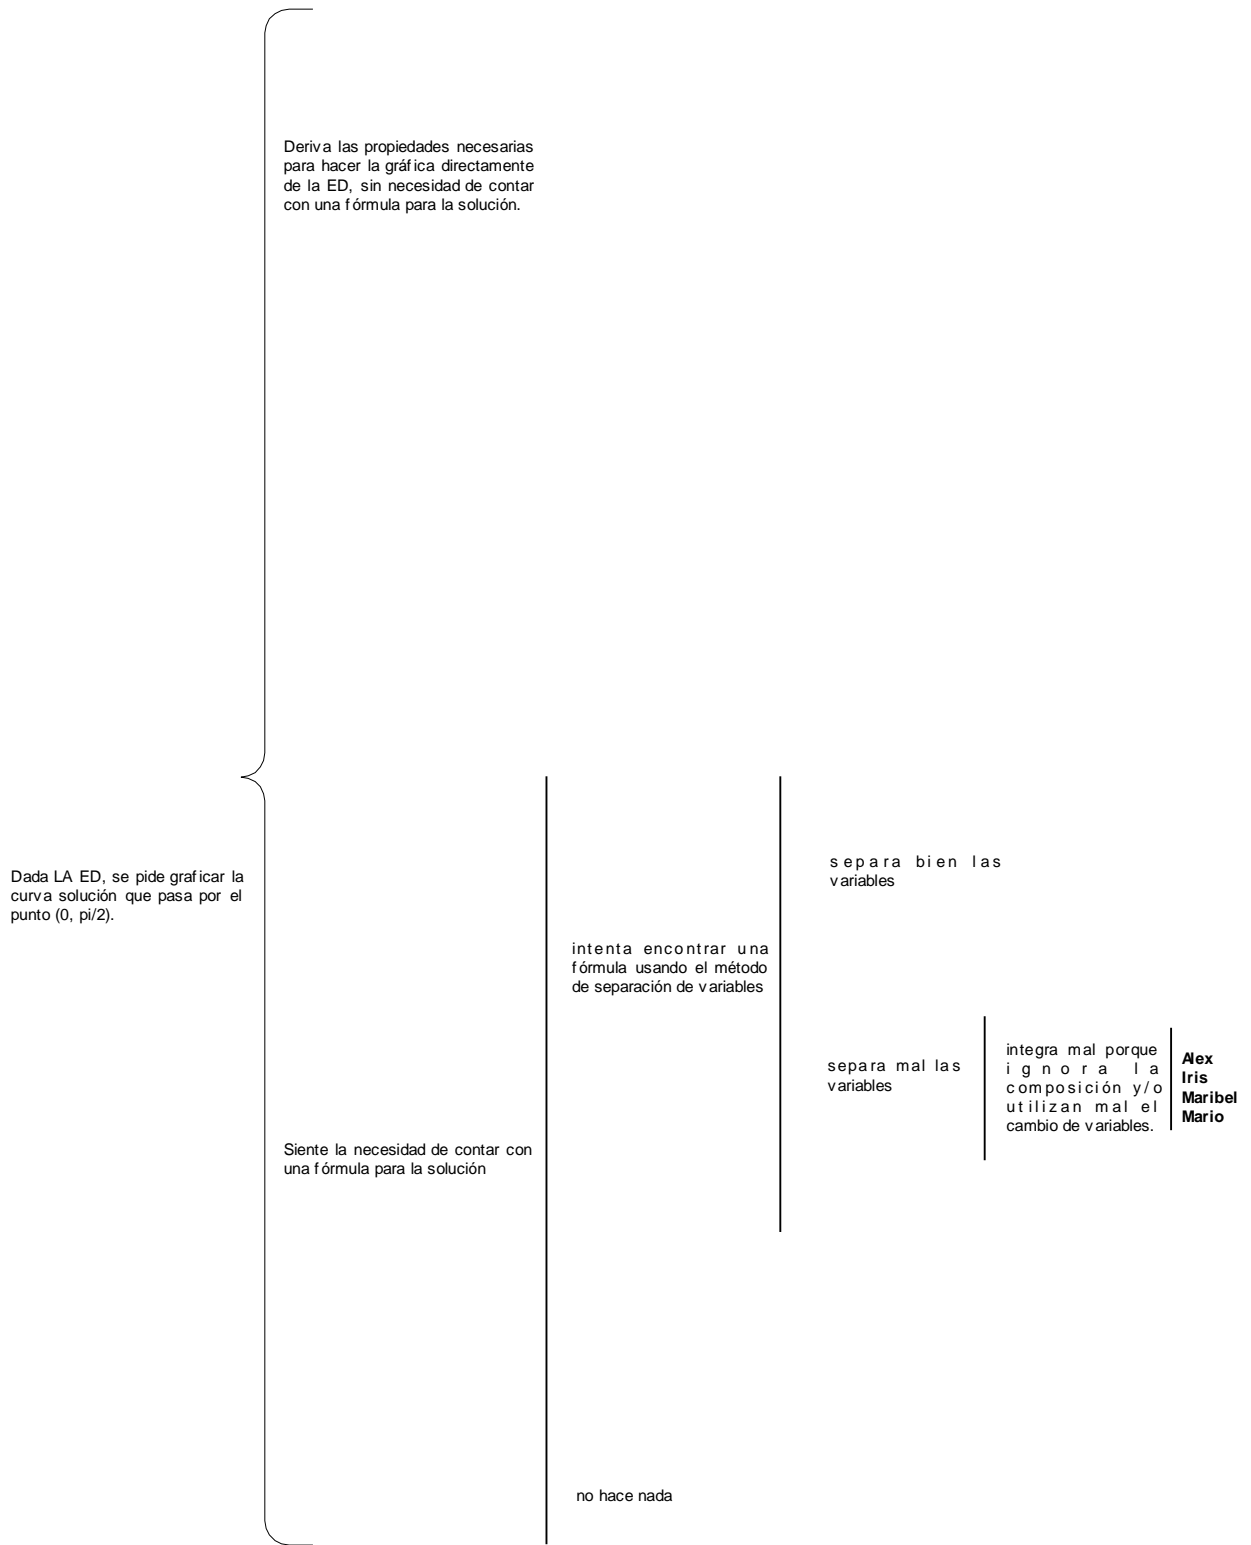 Deriva las propiedades necesarias
para hacer la gráfica directamente
de la ED, sin necesidad de contar
con una fórmula para la solución.
Dada LA ED, se pide graficar la
curva solución que pasa por el
punto (0, pi/2).
separa bien las
variables
intenta encontrar una
fórmula usando el método
de separación de variables
separa mal las
variables
integra mal porque
ignora la
composición y/o
utilizan mal el
cambio de variables.
Alex
Iris
Maribel
Mario
Siente la necesidad de contar con
una fórmula para la solución
no hace nada